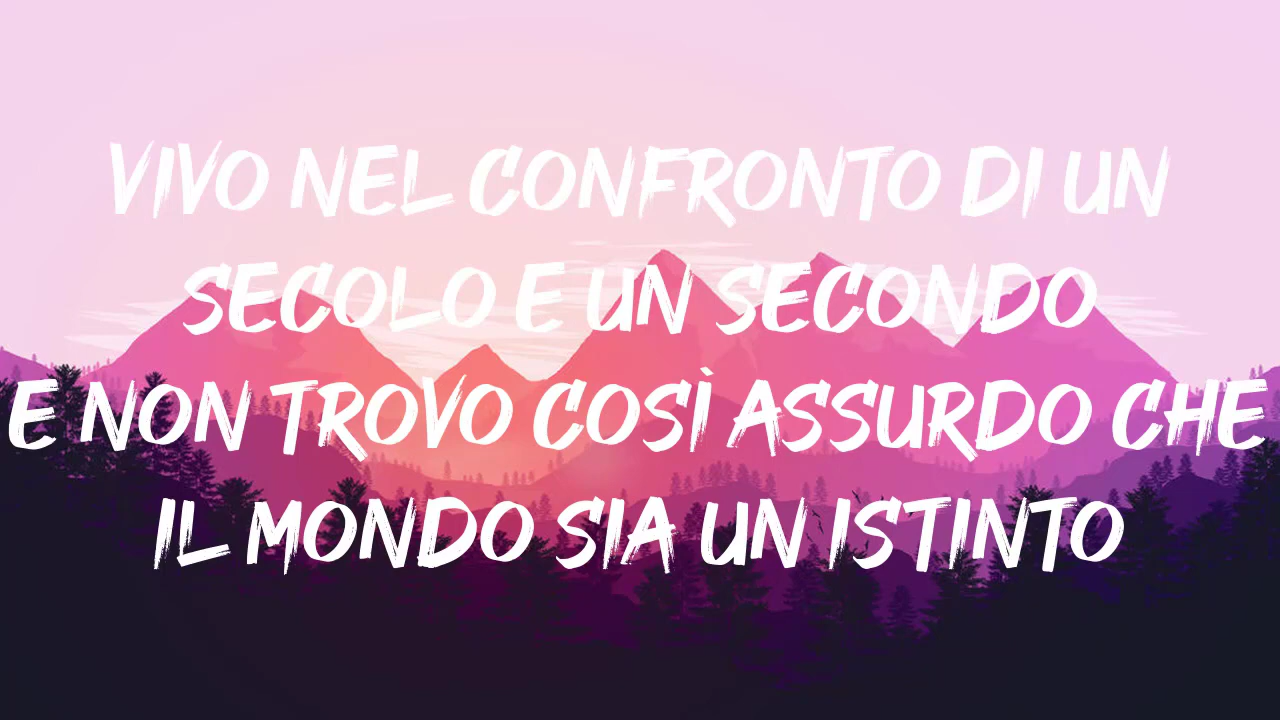 VIVO NEL CONFRONTO DI UN
SECOLO E UN SECONDO
E NON TROVO COSÌ ASSURDO CHE
IL MONDO SIA UN ISTINTO